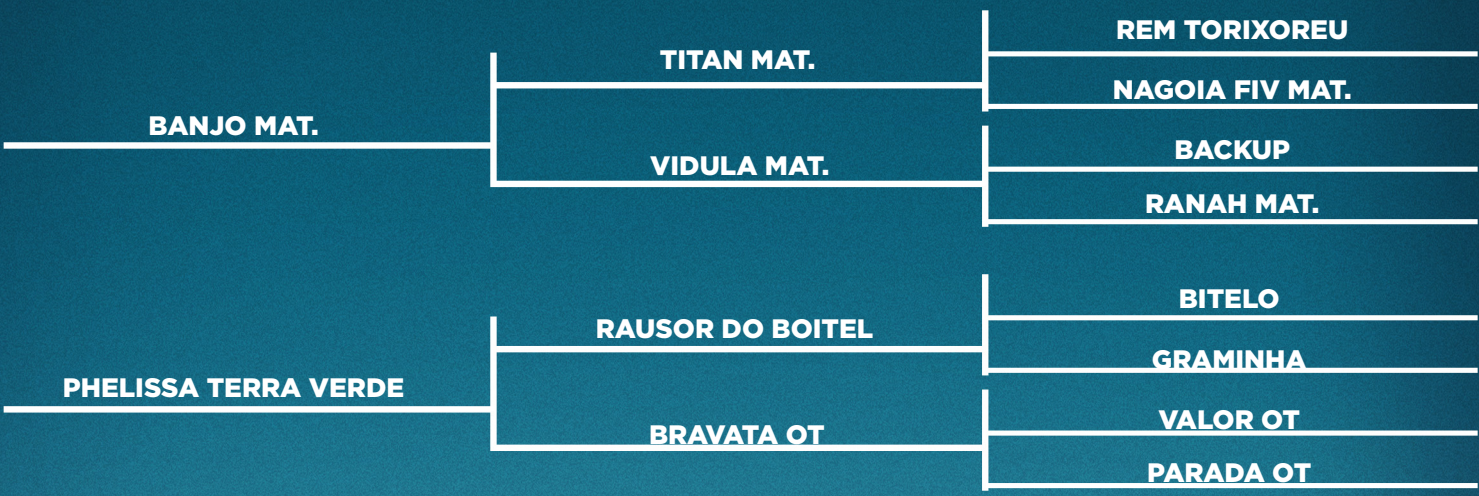 BANJO MAT.
TITAN MAT.
REM TORIXOREU
NAGOIA FIV MAT.
VIDULA MAT.
BACKUP
RANAH MAT.
PHELISSA TERRA VERDE
RAUSOR DO BOITEL
BITELO
GRAMINHA
BRAVATA OT
VALOR OT
PARADA OT